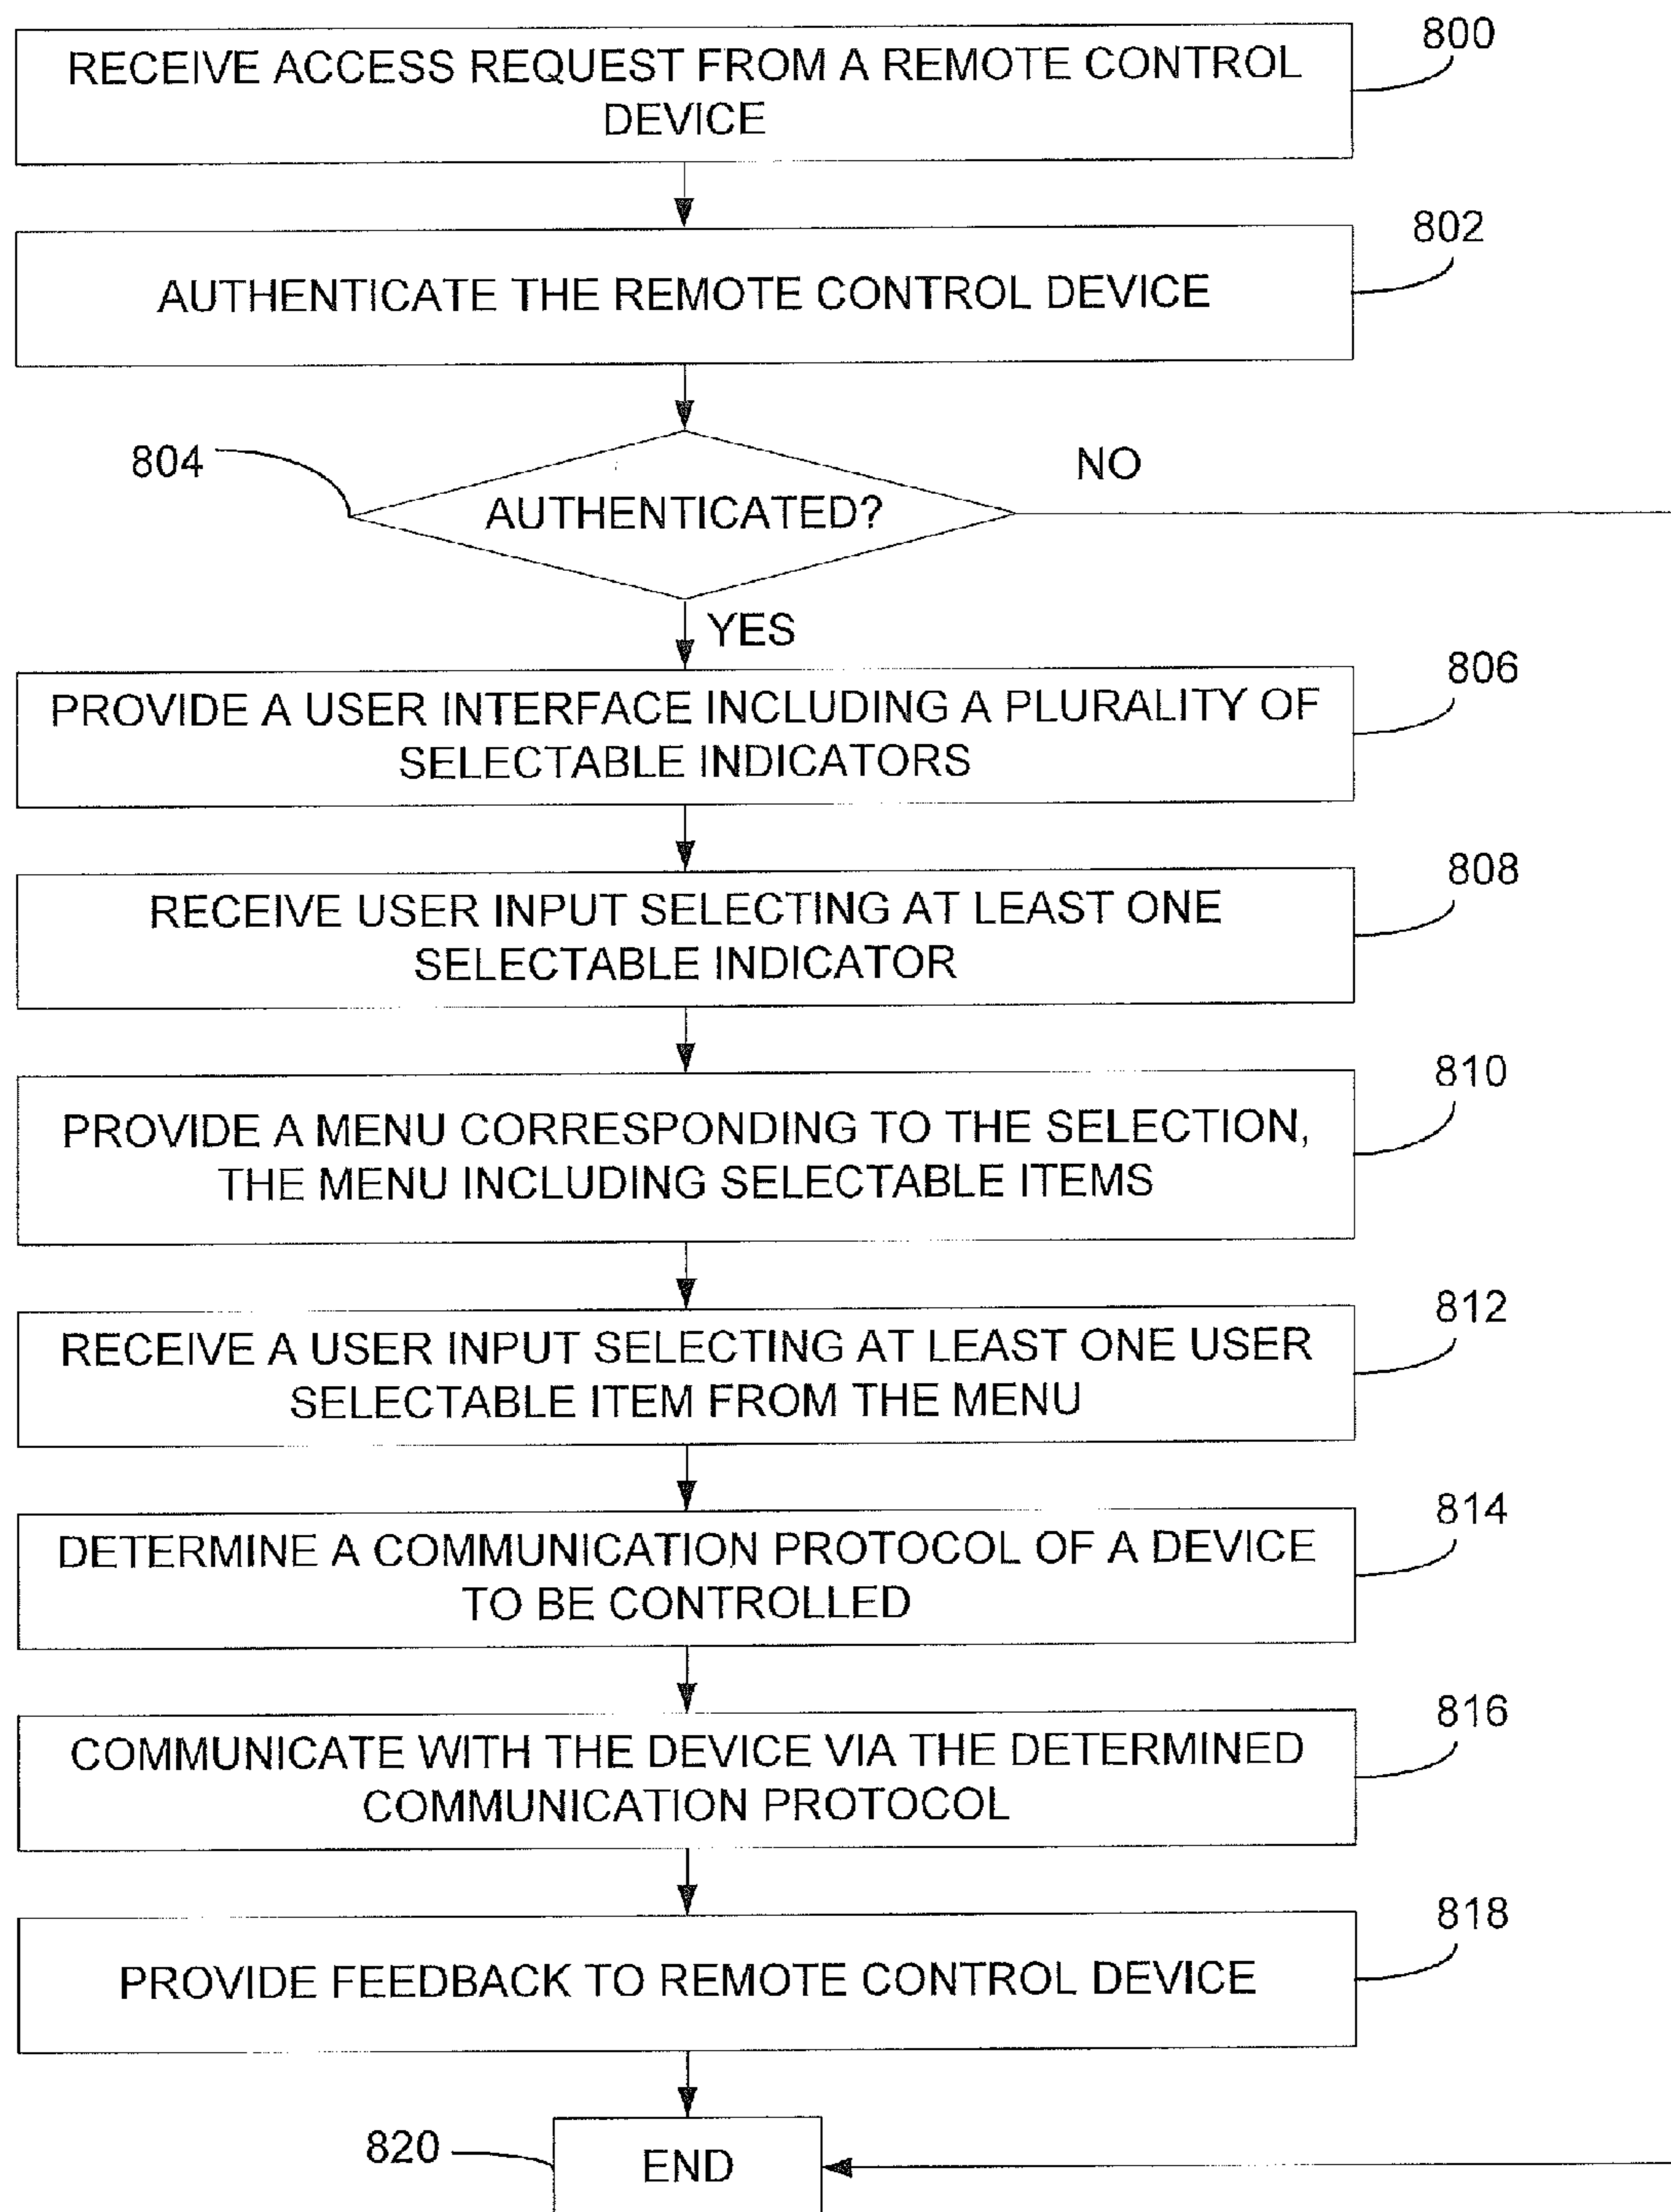 RECEIVE ACCESS REQUEST FROM A REMOTE CONTROL
DEVICE
800
AUTHENTICATE THE REMOTE CONTROL DEVICE
802
804
AUTHENTICATED?
NO
YES
PROVIDE A USER INTERFACE INCLUDING A PLURALITY OF
SELECTABLE INDICATORS
806
RECEIVE USER INPUT SELECTING AT LEAST ONE
SELECTABLE INDICATOR
808
PROVIDE A MENU CORRESPONDING TO THE SELECTION,
THE MENU INCLUDING SELECTABLE ITEMS
810
RECEIVE A USER INPUT SELECTING AT LEAST ONE USER
SELECTABLE ITEM FROM THE MENU
812
DETERMINE A COMMUNICATION PROTOCOL OF A DEVICE
TO BE CONTROLLED
814
COMMUNICATE WITH THE DEVICE VIA THE DETERMINED
COMMUNICATION PROTOCOL
816
PROVIDE FEEDBACK TO REMOTE CONTROL DEVICE
818
820
END